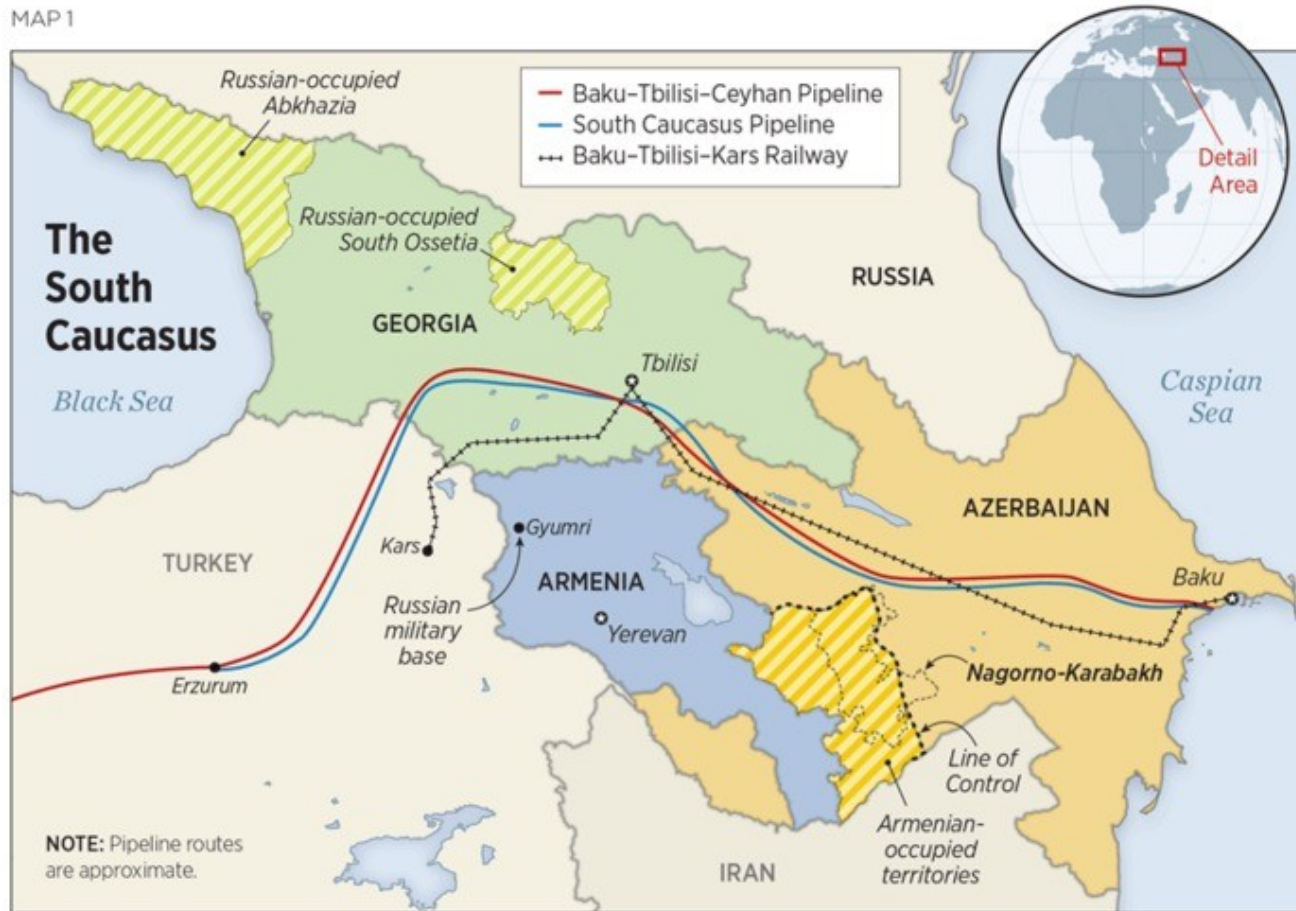 MAP 1
Russian-occupied
Abkhazia
Baku–Tbilisi–Ceyhan Pipeline
South Caucasus Pipeline
Baku–Tbilisi–Kars Railway
Detail
Area
The
South
Caucasus
Russian-occupied
South Ossetia
RUSSIA
GEORGIA
Black Sea
Tbilisi
Caspian
Sea
AZERBAIJAN
Gyumri
Kars
TURKEY
ARMENIA
Baku
Russian
military
base
Yerevan
Nagorno-Karabakh
Erzurum
Line of
Control
Armenian-
occupied
territories
NOTE: Pipeline routes
are approximate.
IRAN